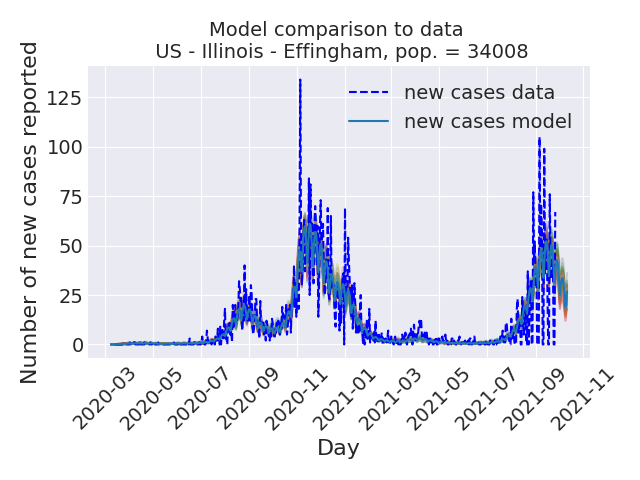 Model comparison to data
US - Illinois - Effingham, pop. = 34008
new cases data
new cases model
Number of new cases reported
125
100
75
50
25
0
2020-03
2020-05
2020-07
2020-09
2020-11
2021-01
2021-03
2021-05
2021-07
2021-09
2021-11
Day